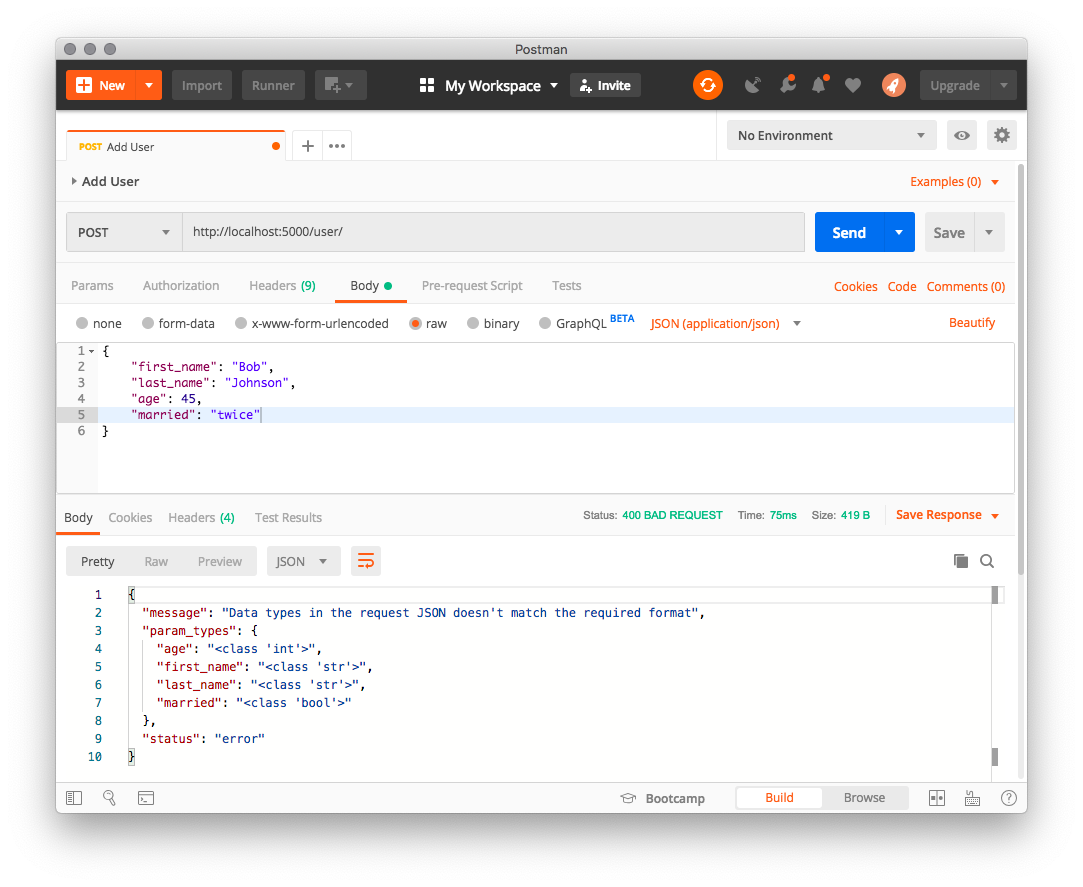 Postman
New Import Runner My Workspace Invite Upgrade
POST Add User No Environment
Add User Examples (0)
POST http://localhost:5000/user/ Send Save
Params Authorization Headers (9) Body Pre-request Script Tests Cookies Code Comments (0)
none form-data x-www-form-urlencoded raw binary GraphQL BETA JSON (application/json) Beautify
1 {
2 "first_name": "Bob",
3 "last_name": "Johnson",
4 "age": 45,
5 "married": "twice"
6 }
Body Cookies Headers (4) Test Results Status: 400 BAD REQUEST Time: 75ms Size: 419 B Save Response
Pretty Raw Preview JSON
1 {
2 "message": "Data types in the request JSON doesn't match the required format",
3 "param_types": {
4 "age": "<class 'int'>",
5 "first_name": "<class 'str'>",
6 "last_name": "<class 'str'>",
7 "married": "<class 'bool'>"
8 },
9 "status": "error"
10 }
Bootcamp Build Browse